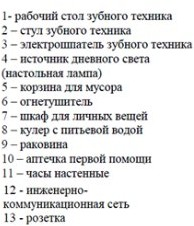 1- рабочий стол зубного техника
2 – стул зубного техника
3 – электрошпатель зубного техника
4 – источник дневного света
(настольная лампа)
5 – корзина для мусора
6 – огнетушитель
7 – шкаф для личных вещей
8 – кулер с питьевой водой
9 – раковина
10 – аптечка первой помощи
11 – часы настенные
12 - инженерно-
коммуникационная сеть
13 - розетка